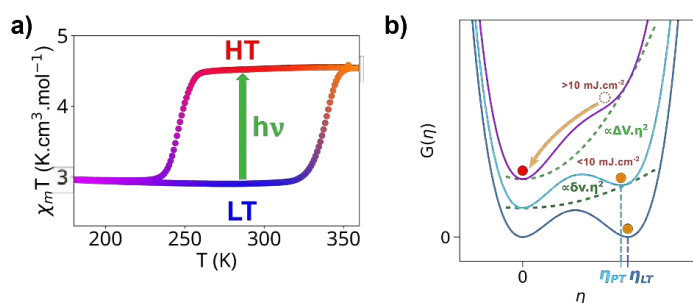 a)
5
4
3
2
χmT (K.cm³.mol⁻¹)
HT
hν
LT
250
300
350
T (K)
b)
G(η)
>10 mJ.cm⁻²
∝ΔV.η²
<10 mJ.cm⁻²
∝δv.η²
0
0
ηPT ηLT
η